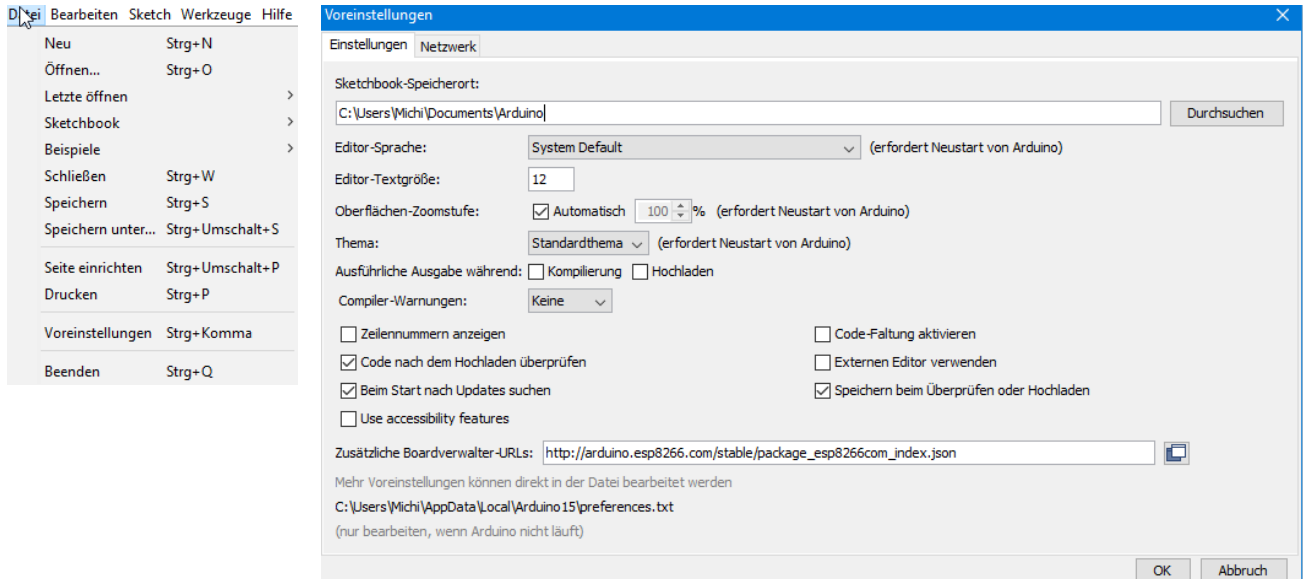 Datei Bearbeiten Sketch Werkzeuge Hilfe
Neu Strg+N
Öffnen... Strg+O
Letzte öffnen
Sketchbook
Beispiele
Schließen Strg+W
Speichern Strg+S
Speichern unter... Strg+Umschalt+S
Seite einrichten Strg+Umschalt+P
Drucken Strg+P
Voreinstellungen Strg+Komma
Beenden Strg+Q
Voreinstellungen
Einstellungen Netzwerk
Sketchbook-Speicherort:
C:\Users\Michi\Documents\Arduino Durchsuchen
Editor-Sprache: System Default (erfordert Neustart von Arduino)
Editor-Textgröße: 12
Oberflächen-Zoomstufe: Automatisch 100 % (erfordert Neustart von Arduino)
Thema: Standardthema (erfordert Neustart von Arduino)
Ausführliche Ausgabe während: Kompilierung Hochladen
Compiler-Warnungen: Keine
Zeilennummern anzeigen Code-Faltung aktivieren
Code nach dem Hochladen überprüfen Externen Editor verwenden
Beim Start nach Updates suchen Speichern beim Überprüfen oder Hochladen
Use accessibility features
Zusätzliche Boardverwalter-URLs: http://arduino.esp8266.com/stable/package_esp8266com_index.json
Mehr Voreinstellungen können direkt in der Datei bearbeitet werden
C:\Users\Michi\AppData\Local\Arduino15\preferences.txt
(nur bearbeiten, wenn Arduino nicht läuft)
OK Abbruch